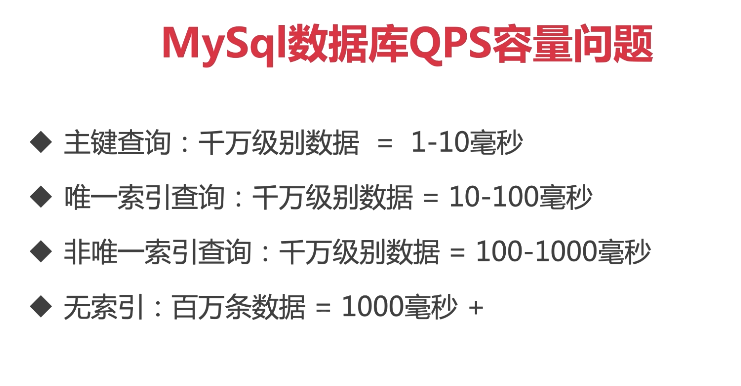 MySql数据库QPS容量问题
◆ 主键查询：千万级别数据 = 1-10毫秒
◆ 唯一索引查询：千万级别数据 = 10-100毫秒
◆ 非唯一索引查询：千万级别数据 = 100-1000毫秒
◆ 无索引：百万条数据 = 1000毫秒 +